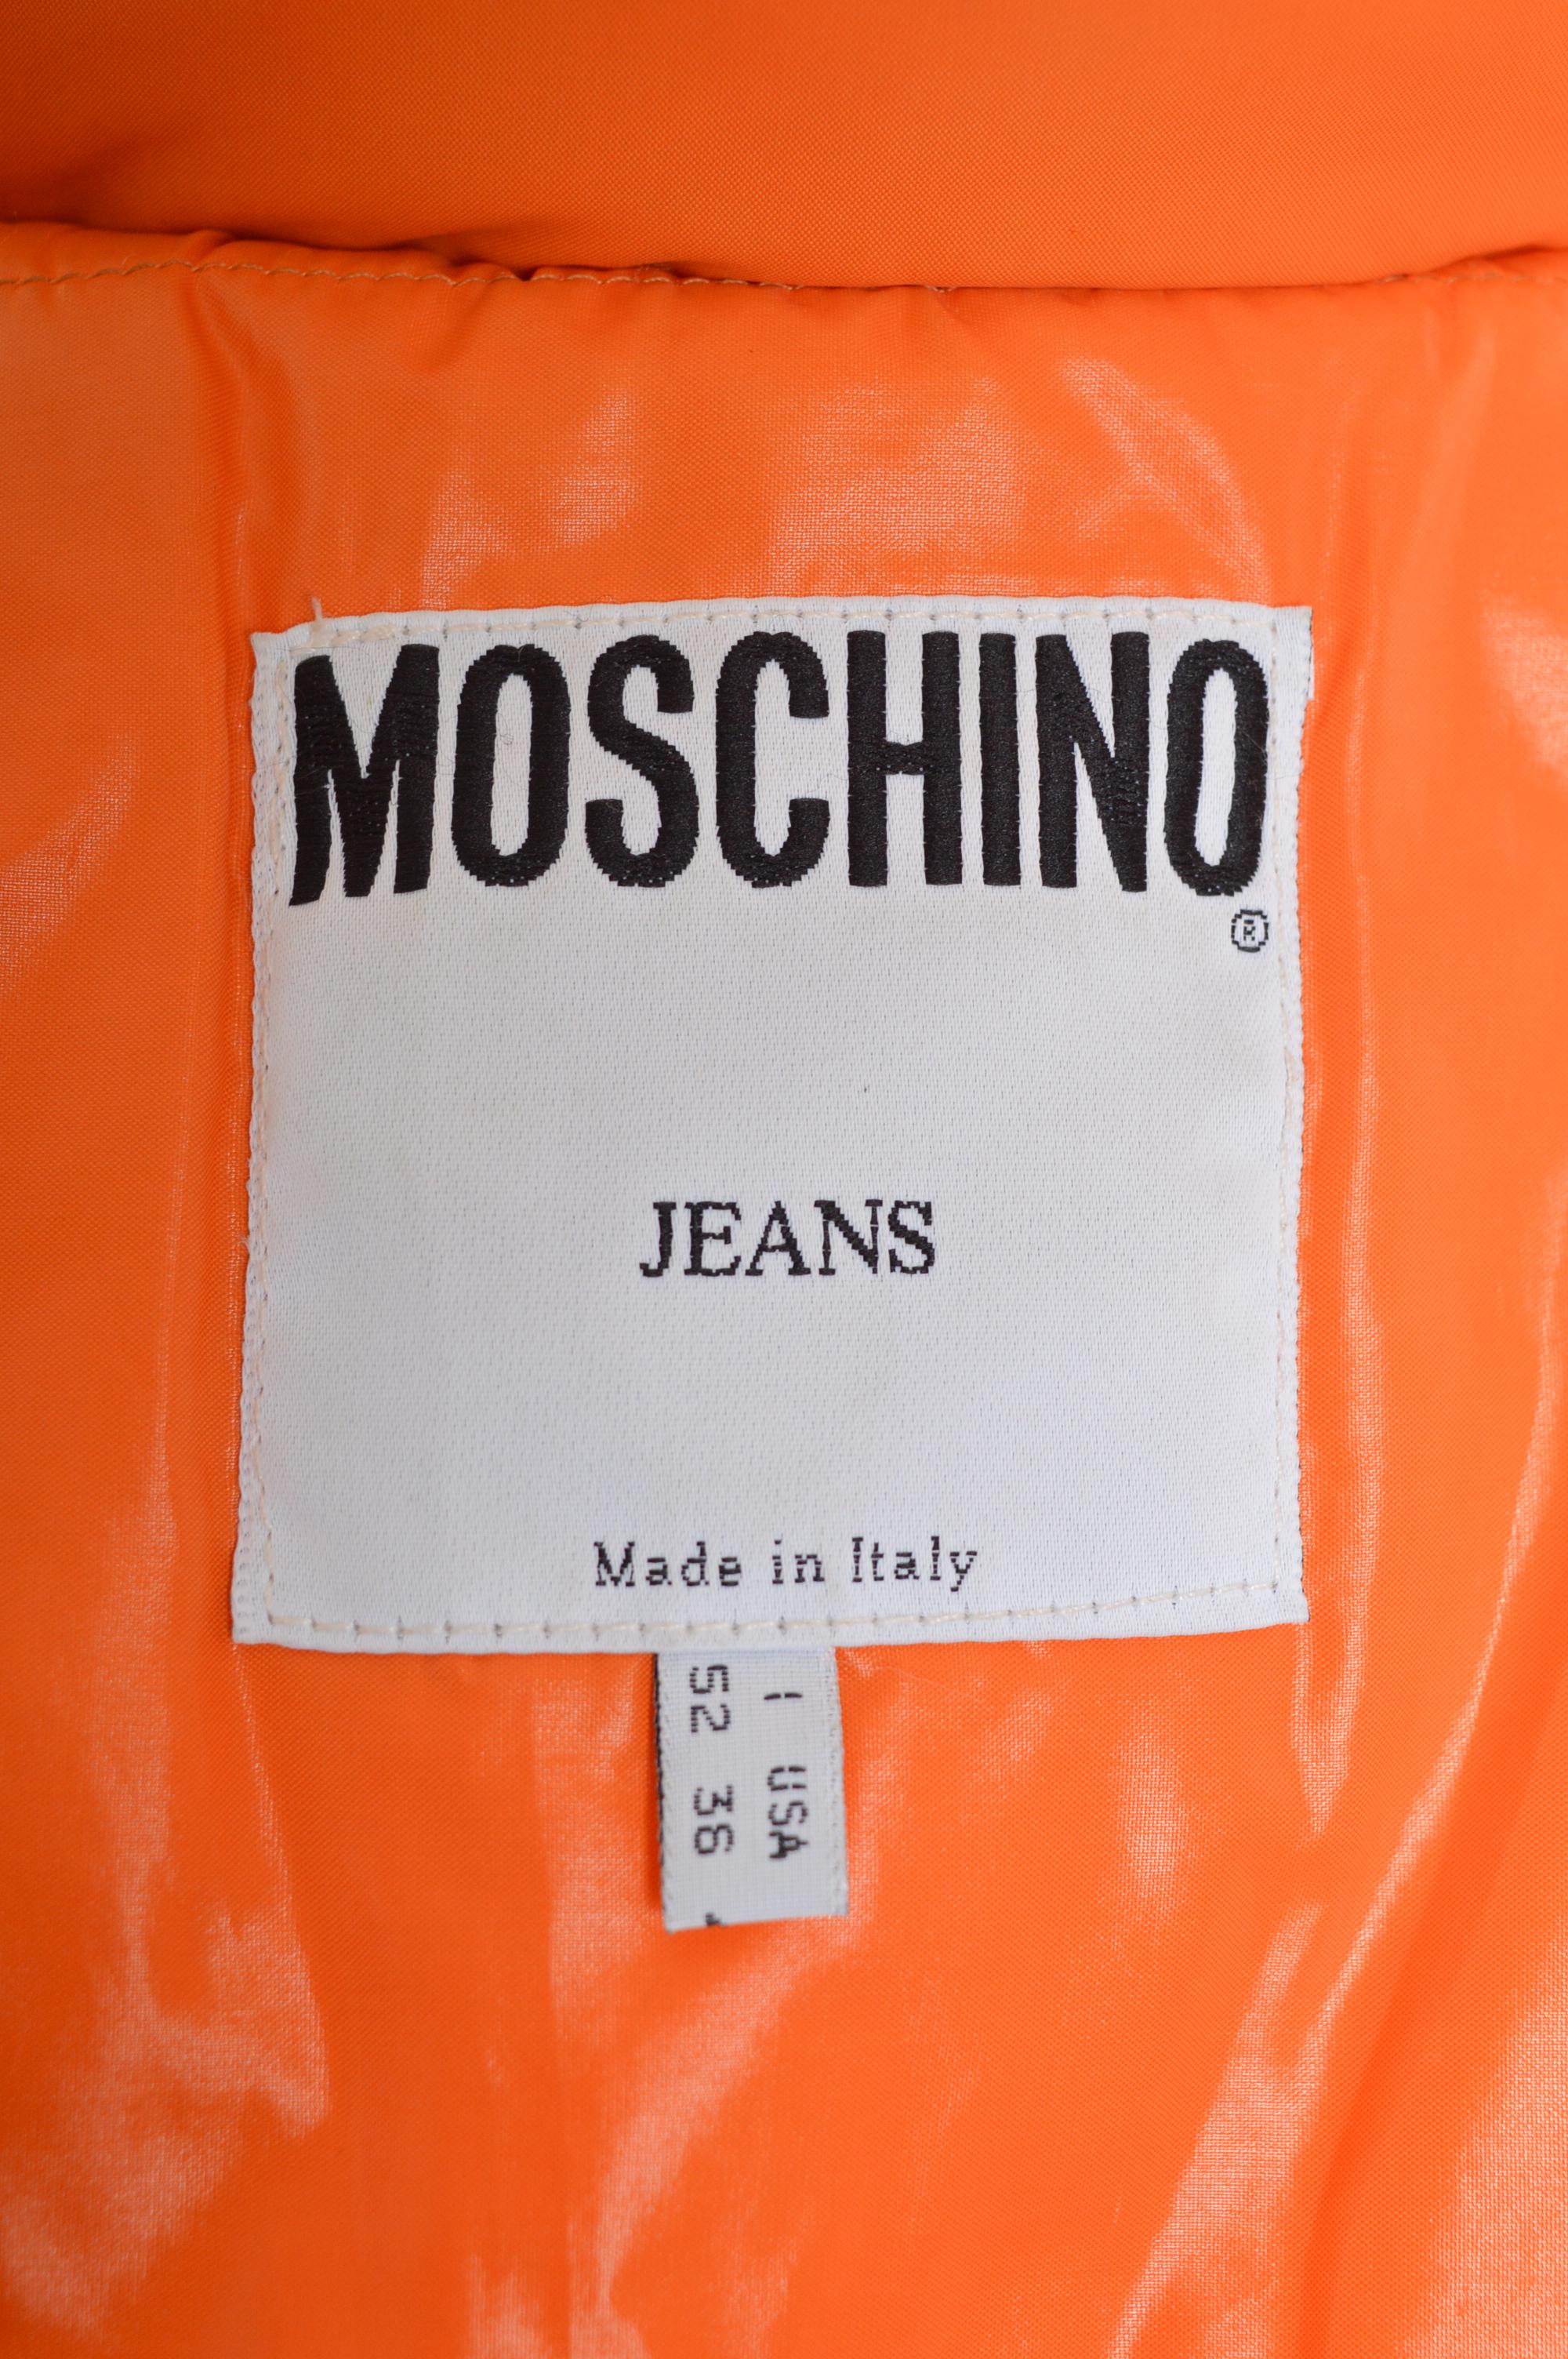 MOSCHINO
®
JEANS
Made in Italy
I USA
52 36